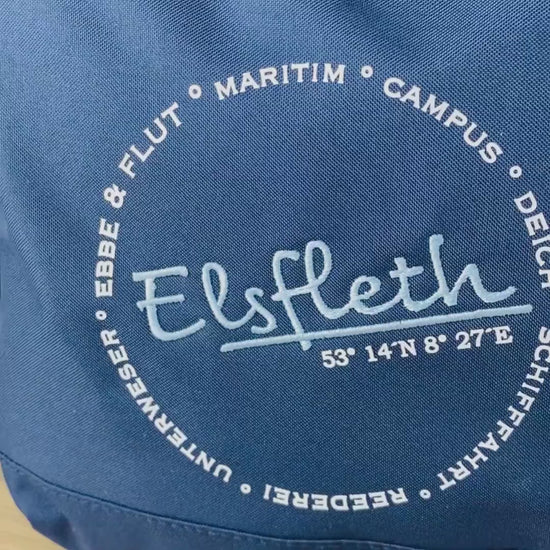 EBBE & FLUT ° MARITIM ° CAMPUS ° DEICH ° SCHIFFFAHRT ° REEDEREI ° UNTERWESER °
Elsfleth
53° 14´N 8° 27´E